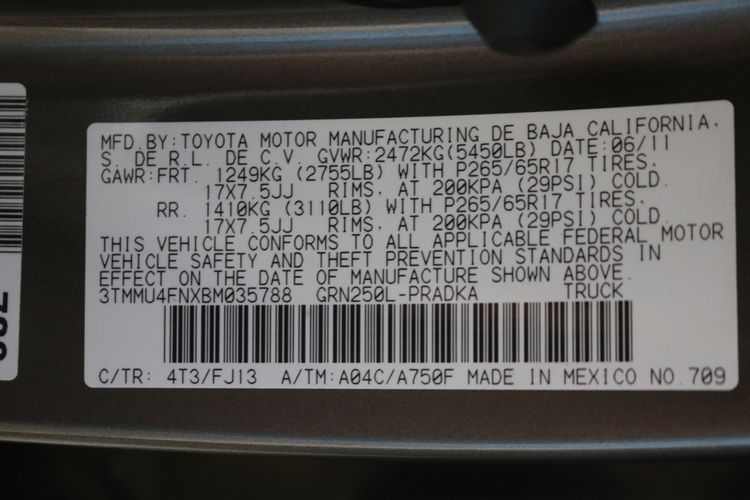 MFD.BY:TOYOTA MOTOR MANUFACTURING DE BAJA CALIFORNIA,
S. DE R.L. DE C.V. GVWR:2472KG(5450LB) DATE:06/11
GAWR:FRT. 1249KG (2755LB) WITH P265/65R17 TIRES,
17X7.5JJ RIMS, AT 200KPA (29PSI) COLD.
RR. 1410KG (3110LB) WITH P265/65R17 TIRES,
17X7.5JJ RIMS, AT 200KPA (29PSI) COLD.
THIS VEHICLE CONFORMS TO ALL APPLICABLE FEDERAL MOTOR
VEHICLE SAFETY AND THEFT PREVENTION STANDARDS IN
EFFECT ON THE DATE OF MANUFACTURE SHOWN ABOVE.
3TMMU4FNXBM035788 GRN250L-PRADKA TRUCK
C/TR: 4T3/FJ13 A/TM:A04C/A750F MADE IN MEXICO NO.709